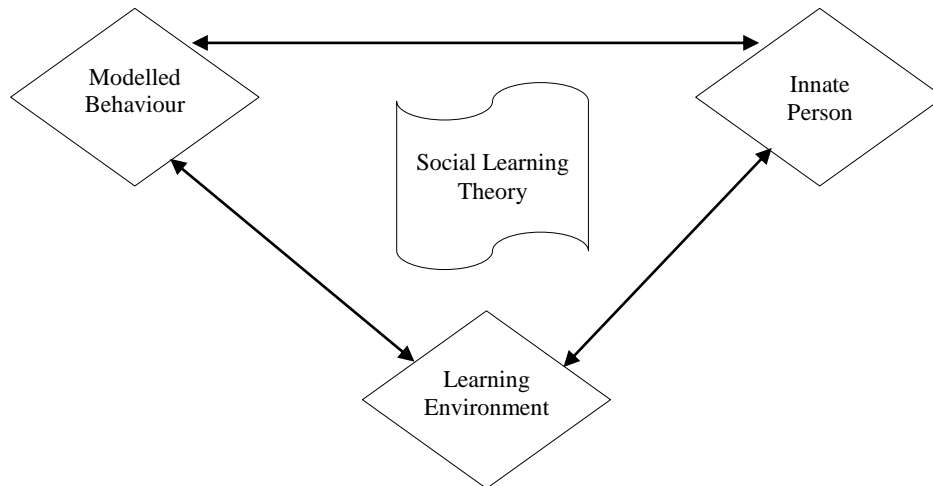 Modelled
Behaviour
Innate
Person
Social Learning
Theory
Learning
Environment